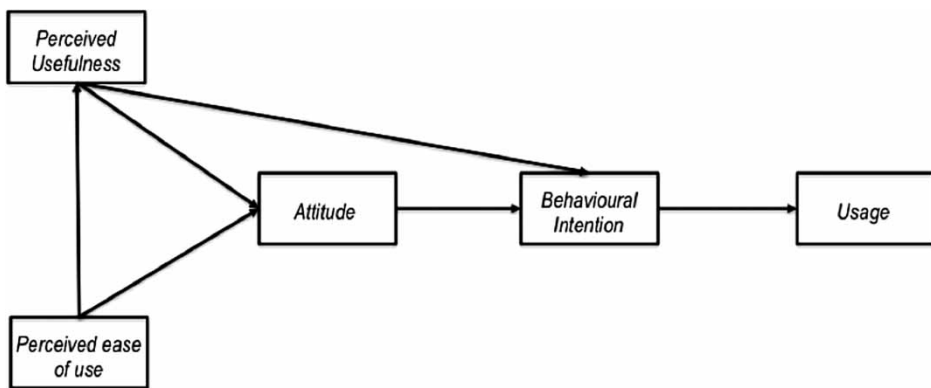 Perceived
Usefulness
Attitude
Behavioural
Intention
Usage
Perceived ease
of use